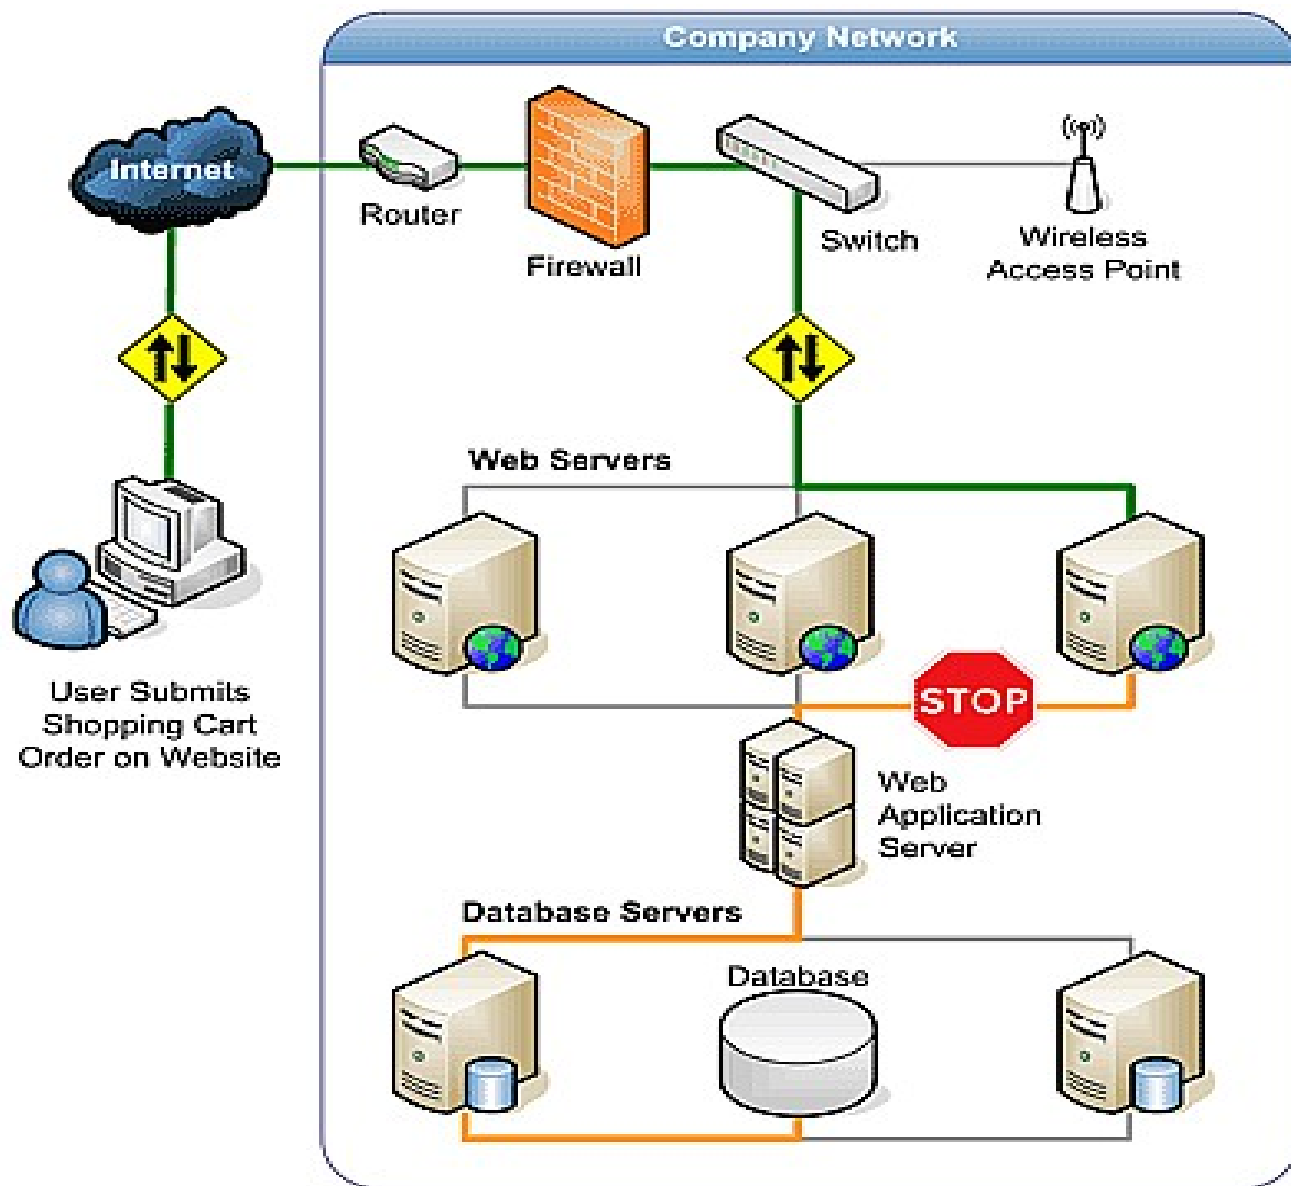 Company Network
Internet
Router
Firewall
Switch
Wireless
Access Point
Web Servers
STOP
User Submils
Shopping Cart
Order on Website
Web
Application
Server
Database Servers
Database